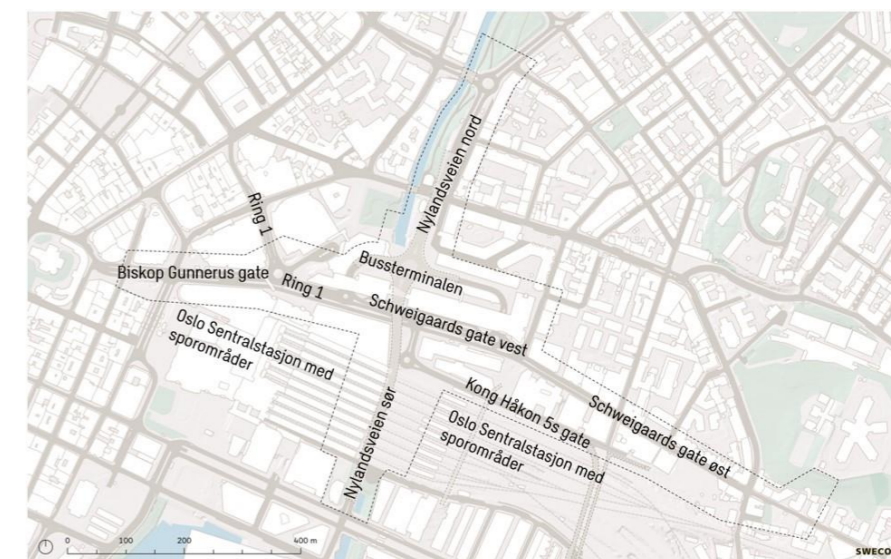 Nylandsveien nord
Ring 1
Bussterminalen
Biskop Gunnerus gate
Ring 1
Schweigaards gate vest
Oslo Sentralstasjon med
sporområder
Kong Håkon 5s gate
Schweigaards gate øst
Oslo Sentralstasjon med
sporområder
Nylandsveien sør
0 100 200 400 m
SWECO